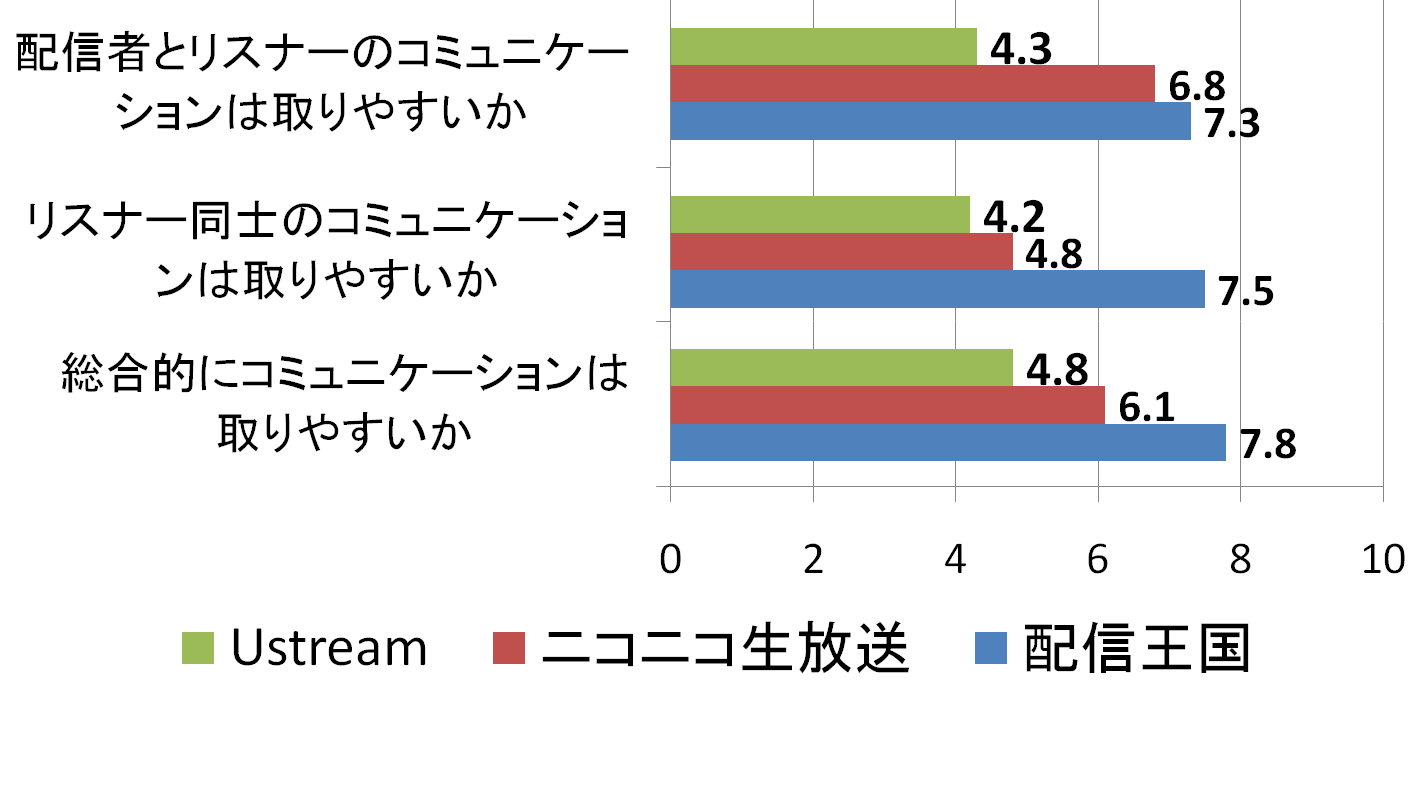 配信者とリスナーのコミュニケー
ションは取りやすいか
4.3
6.8
7.3
リスナー同士のコミュニケーショ
ンは取りやすいか
4.2
4.8
7.5
総合的にコミュニケーションは
取りやすいか
4.8
6.1
7.8
0 2 4 6 8 10
Ustream ニコニコ生放送 配信王国